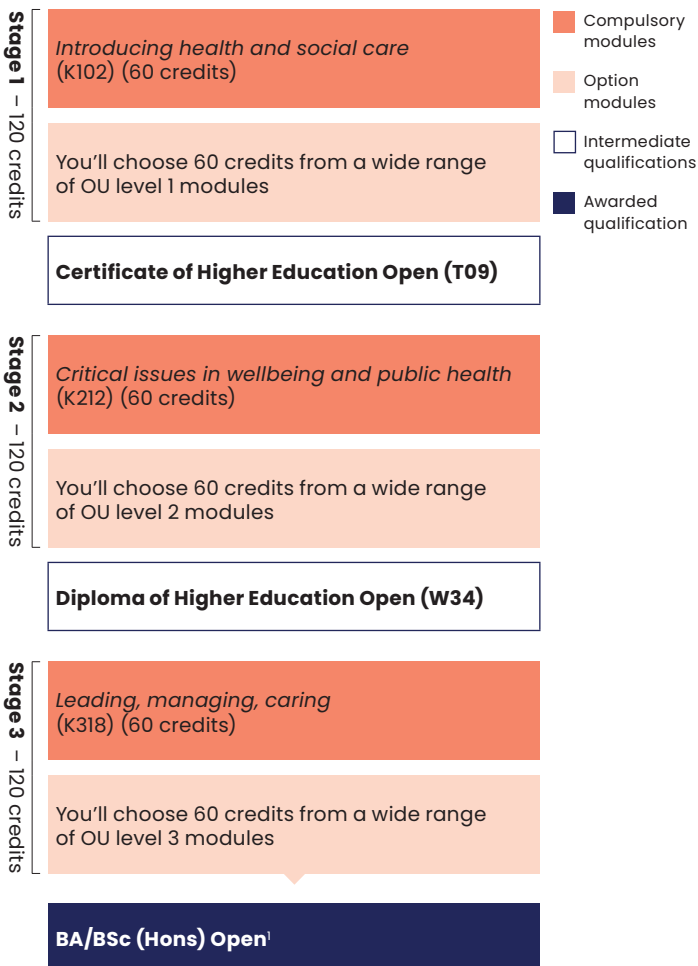 Stage 1 – 120 credits
Introducing health and social care
(K102) (60 credits)
You’ll choose 60 credits from a wide range
of OU level 1 modules
Certificate of Higher Education Open (T09)
Stage 2 – 120 credits
Critical issues in wellbeing and public health
(K212) (60 credits)
You’ll choose 60 credits from a wide range
of OU level 2 modules
Diploma of Higher Education Open (W34)
Stage 3 – 120 credits
Leading, managing, caring
(K318) (60 credits)
You’ll choose 60 credits from a wide range
of OU level 3 modules
BA/BSc (Hons) Open¹
Compulsory
modules
Option
modules
Intermediate
qualifications
Awarded
qualification